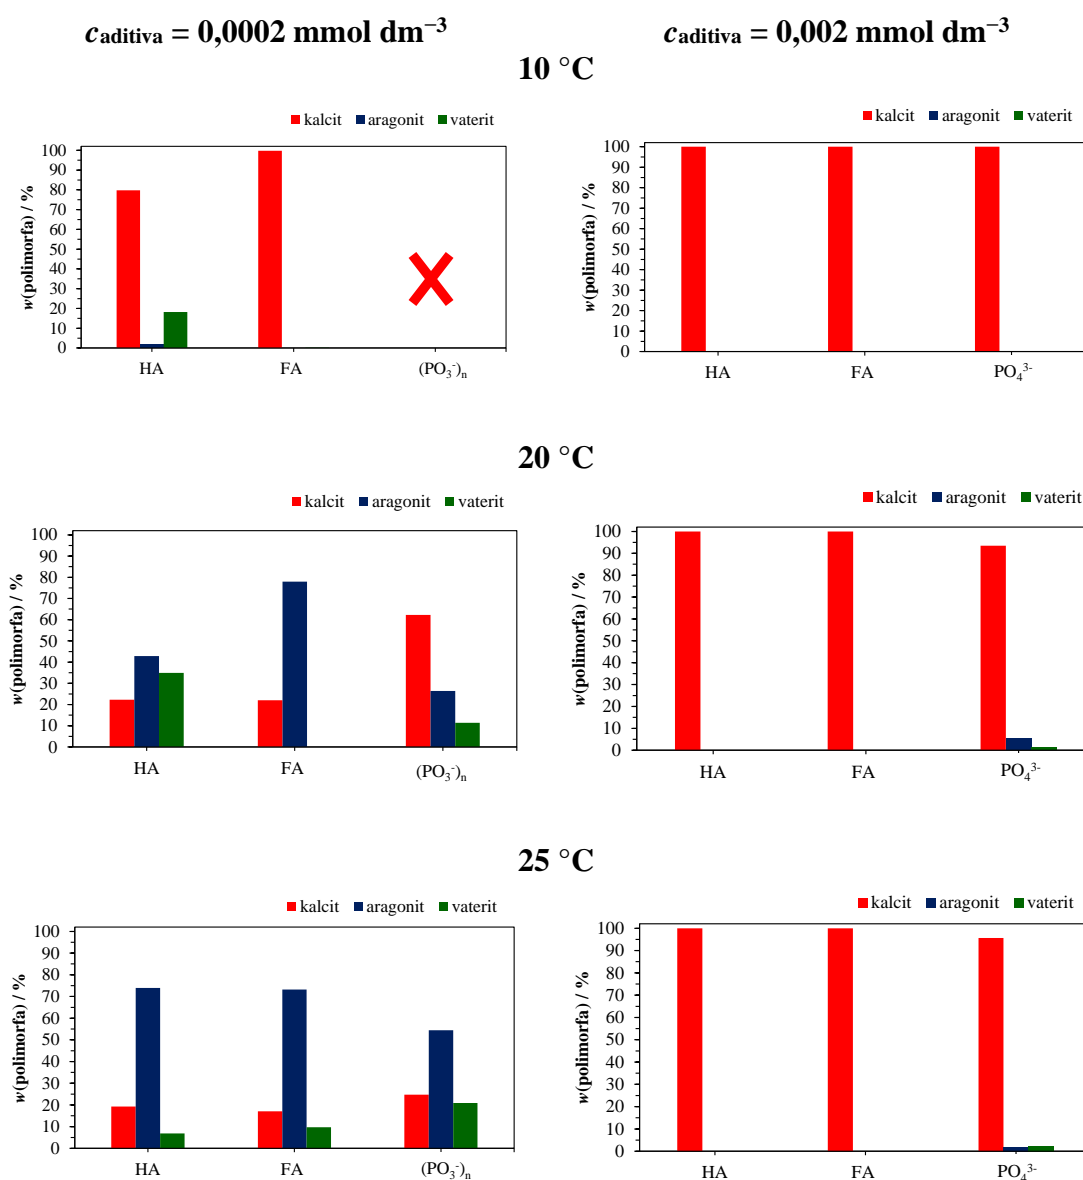 caditiva = 0,0002 mmol dm⁻³
caditiva = 0,002 mmol dm⁻³
10 °C
kalcit aragonit vaterit
w(polimorfa) / %
100
90
80
70
60
50
40
30
20
10
0
HA FA (PO₃⁻)ₙ
kalcit aragonit vaterit
w(polimorfa) / %
100
90
80
70
60
50
40
30
20
10
0
HA FA PO₄³⁻
20 °C
kalcit aragonit vaterit
w(polimorfa) / %
100
90
80
70
60
50
40
30
20
10
0
HA FA (PO₃⁻)ₙ
kalcit aragonit vaterit
w(polimorfa) / %
100
90
80
70
60
50
40
30
20
10
0
HA FA PO₄³⁻
25 °C
kalcit aragonit vaterit
w(polimorfa) / %
100
90
80
70
60
50
40
30
20
10
0
HA FA (PO₃⁻)ₙ
kalcit aragonit vaterit
w(polimorfa) / %
100
90
80
70
60
50
40
30
20
10
0
HA FA PO₄³⁻